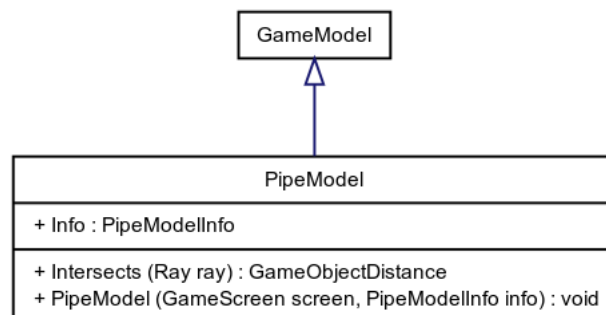 GameModel
PipeModel
+ Info : PipeModelInfo
+ Intersects (Ray ray) : GameObjectDistance
+ PipeModel (GameScreen screen, PipeModelInfo info) : void